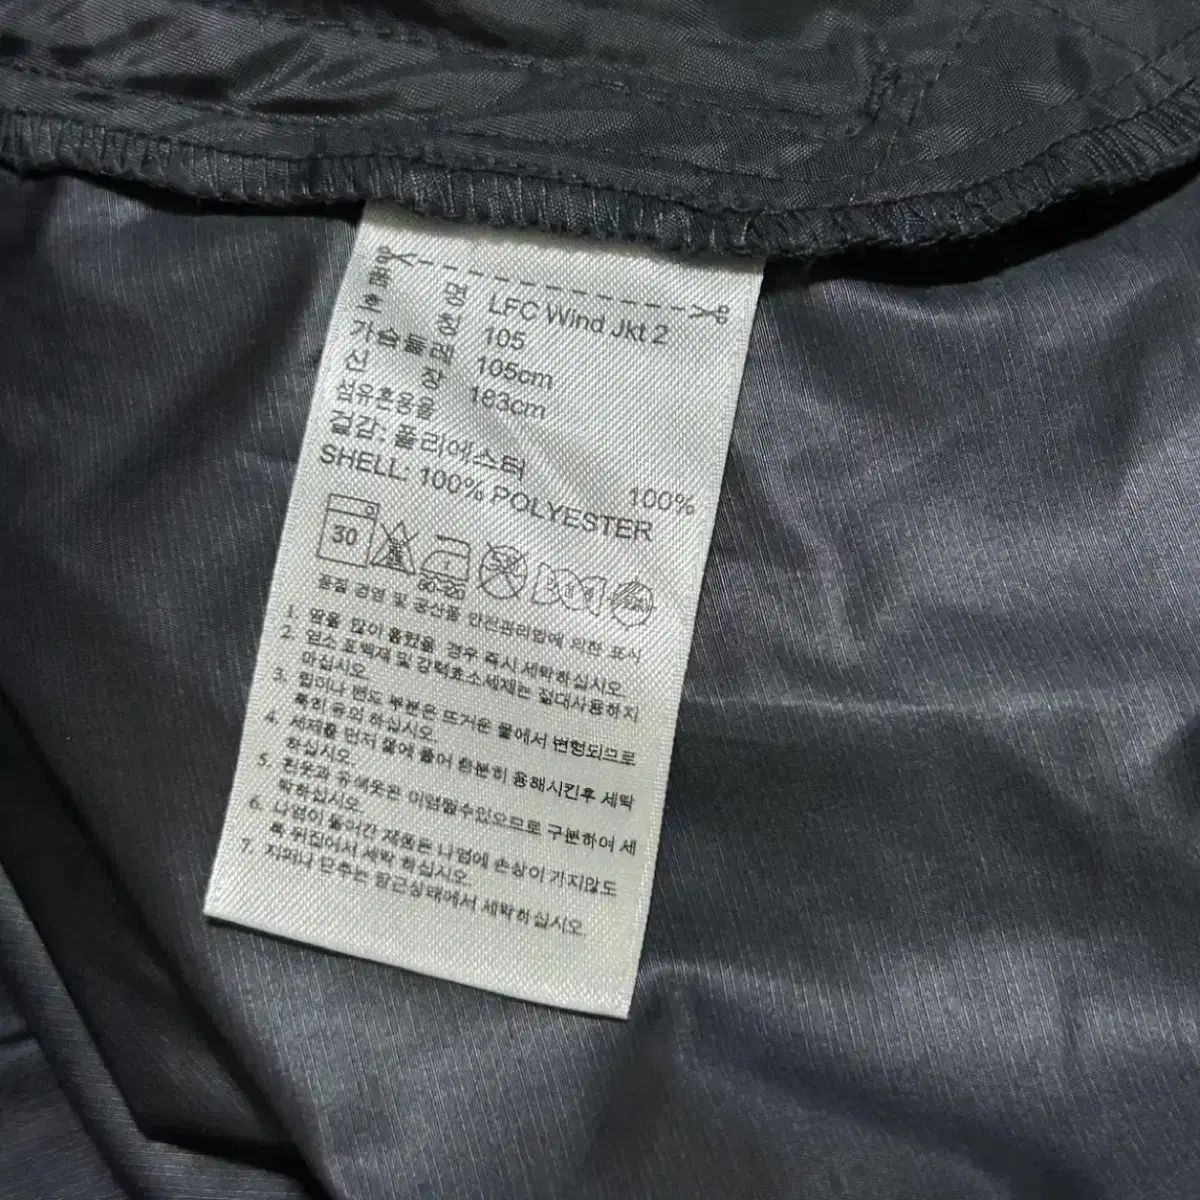 품 명 LFC Wind Jkt 2
호 칭 105
가슴둘레 105cm
신 장 183cm
섬유혼용율
겉감: 폴리에스터 100%
SHELL: 100% POLYESTER
30
80-120
품질 경영 및 공산품 안전관리법에 의한 표시
1. 땀을 많이 흘렸을 경우 즉시 세탁하십시오.
2. 염소 표백제 및 강력효소세제는 절대사용하지
마십시오.
3. 힙이나 밴드 부분은 뜨거운 물에서 변형되므로
특히 유의 하십시오.
4. 세제를 먼저 물에 풀어 충분히 용해시킨후 세탁
하십시오.
5. 흰옷과 유색옷은 이염될수있으므로 구분하여 세
탁하십시오.
6. 나염이 들어간 제품은 나염에 손상이 가지않도
록 뒤집어서 세탁 하십시오.
7. 지퍼나 단추는 잠근상태에서 세탁하십시오.